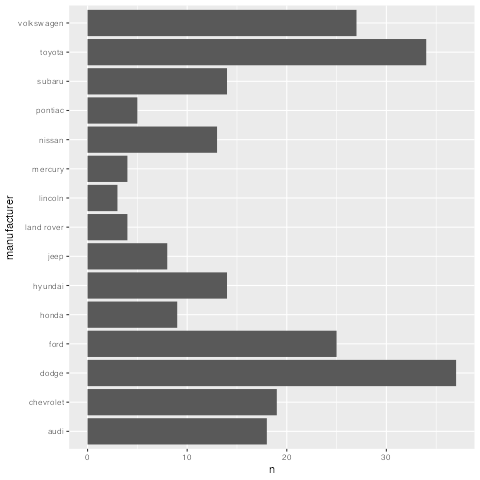 volkswagen
toyota
subaru
pontiac
nissan
mercury
lincoln
land rover
jeep
hyundai
honda
ford
dodge
chevrolet
audi
manufacturer
0 10 20 30
n